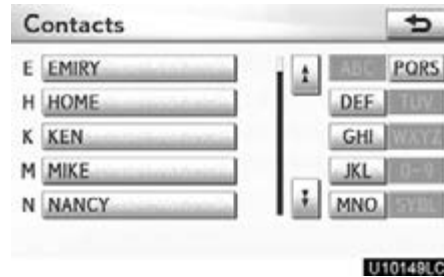 Contacts
E EMIRY ABC PQRS
H HOME DEF TUV
K KEN GHI WXYZ
M MIKE JKL 0-9
N NANCY MNO SYBL
U10149LC